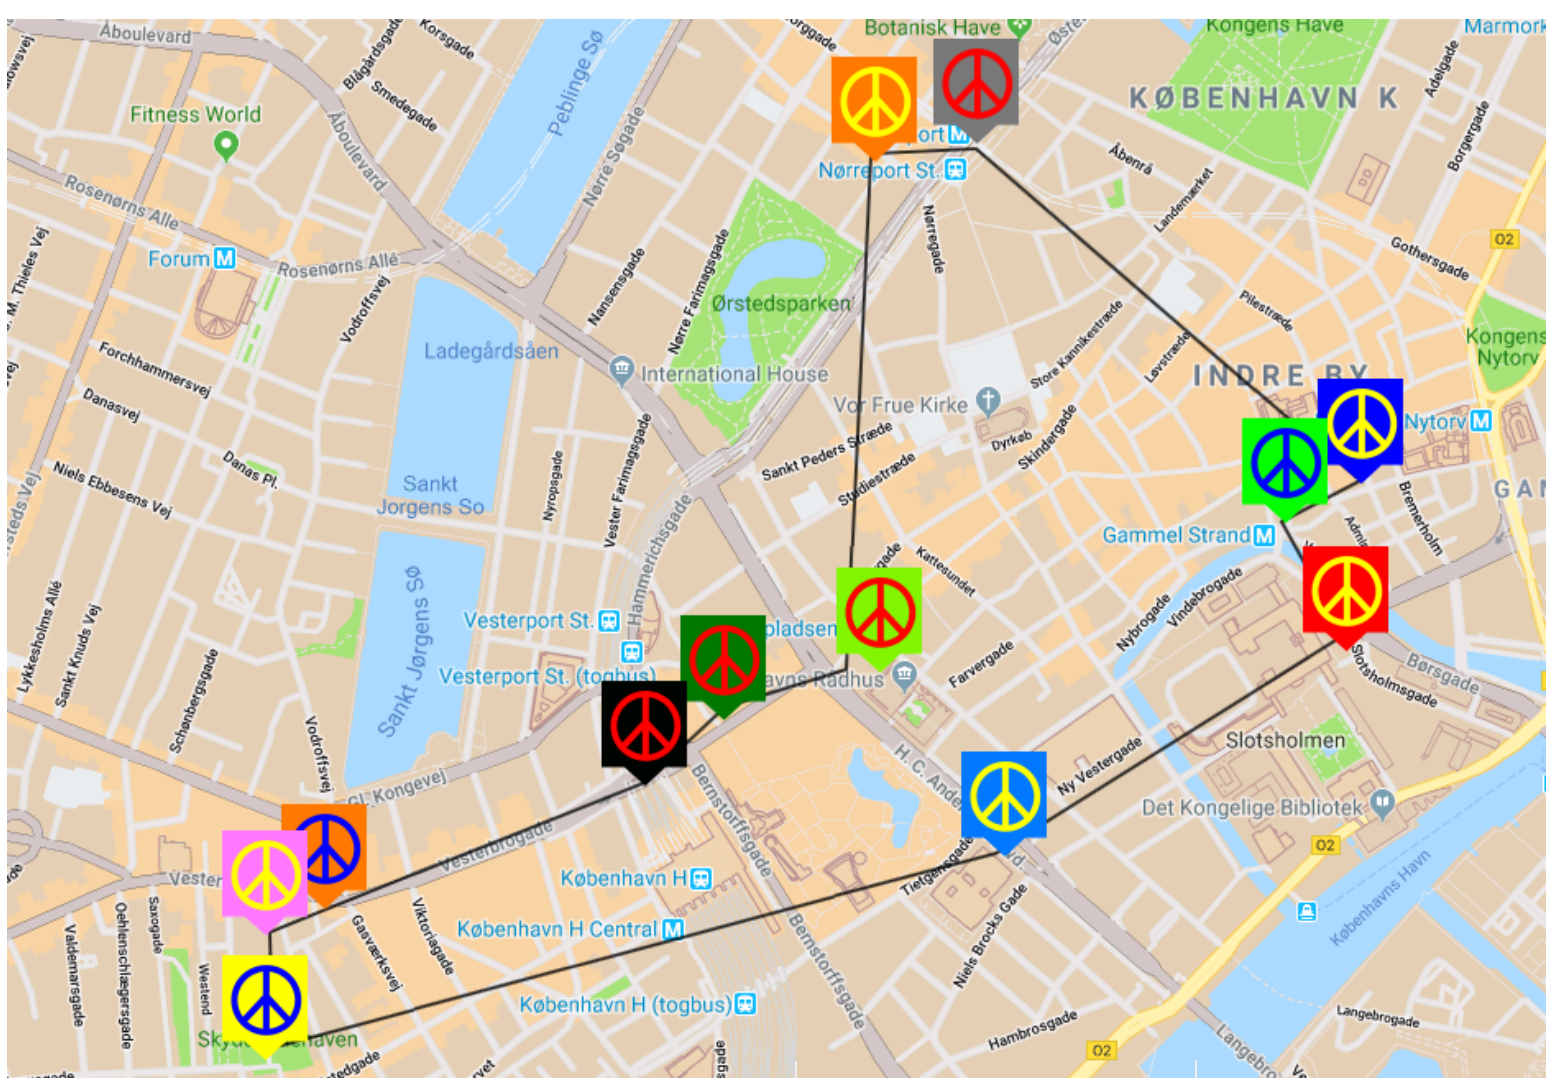 Åboulevard
Korsgade
Blågårdsgade
Smedegade
Peblinge Sø
Botanisk Have
Kongens Have
Marmork
Adelgade
KØBENHAVN K
Borgergade
Fitness World
Åboulevard
Nørre Søgade
Nørreport St.
Åbenrå
Landemærket
Rosenørns Alle
Forum
Rosenørns Allé
Nansensgade
Nørre Farimagsgade
Nørregade
O2
Gothersgade
Vodroffsvej
Ørstedsparken
Pilestræde
Kongens
Nytorv
Ladegårdsåen
International House
Store Kannikestræde
Løvstræde
INDRE BY
Forchhammersvej
Danasvej
Vor Frue Kirke
Dyrkøb
Skindergade
Nytorv
Sankt Peders Stræde
Studiestræde
Vester Farimagsgade
Nyropsgade
Danas Pl.
Niels Ebbesens Vej
Sankt
Jorgens So
Hammerichsgade
Bremerholm
Gammel Strand
Kattesundet
Sankt Jørgens Sø
Lykkesholms Allé
Sankt Knuds Vej
Vesterport St.
Vesterport St. (togbus)
pladsen
Nybrogade
Vindebrogade
Farvergade
Slotsholmsgade
Børsgade
Schønbergsgade
Vodroffsvej
Gl. Kongevej
Bernstorffsgade
Ny Vestergade
Slotsholmen
Det Kongelige Bibliotek
O2
Vesterbrogade
København H
Tietgensgade
Københavns Havn
Saxogade
Oehlenschlægersgade
Valdemarsgade
Westend
Gasværksvej
Viktoriagade
København H Central
Bernstorffsgade
Niels Brocks Gade
København H (togbus)
Hambrosgade
Langebrogade
O2